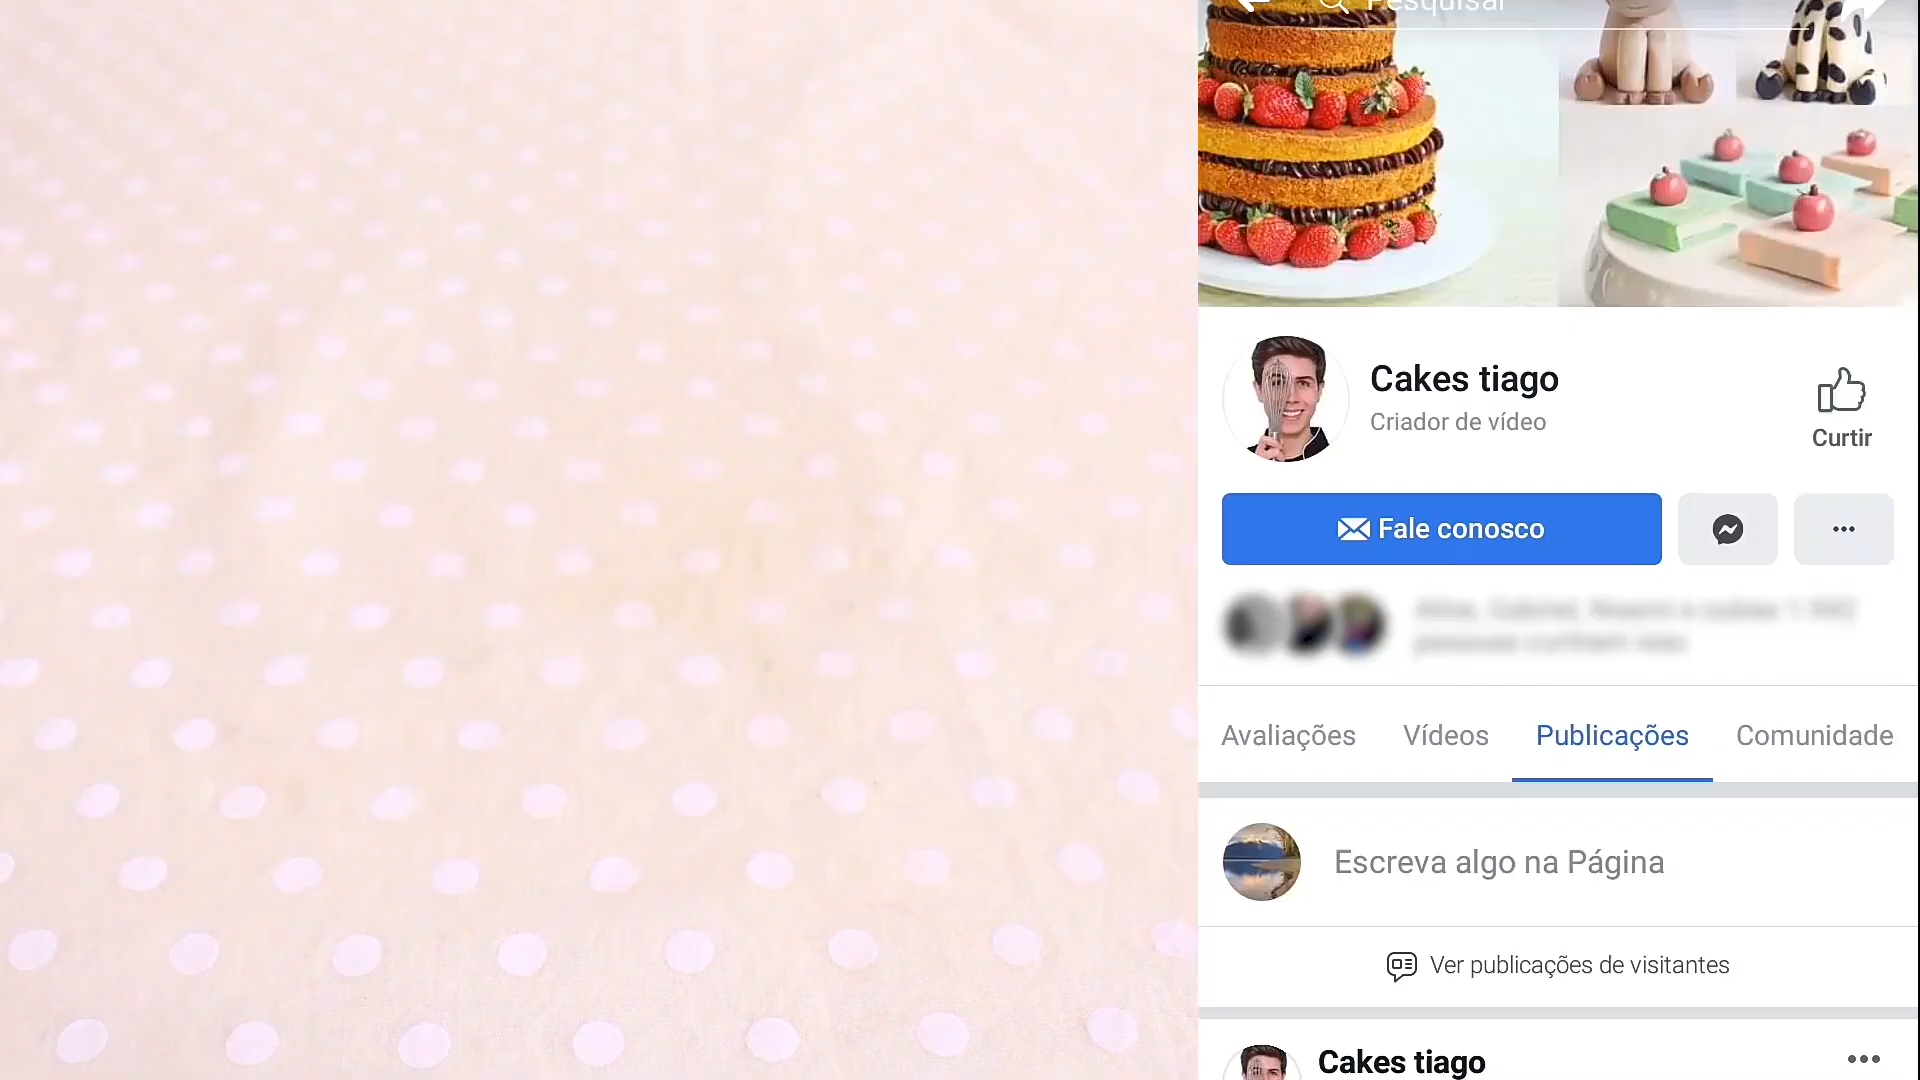 Pesquisar
Cakes tiago
Criador de vídeo
Curtir
Fale conosco
Avaliações Vídeos Publicações Comunidade
Escreva algo na Página
Ver publicações de visitantes
Cakes tiago